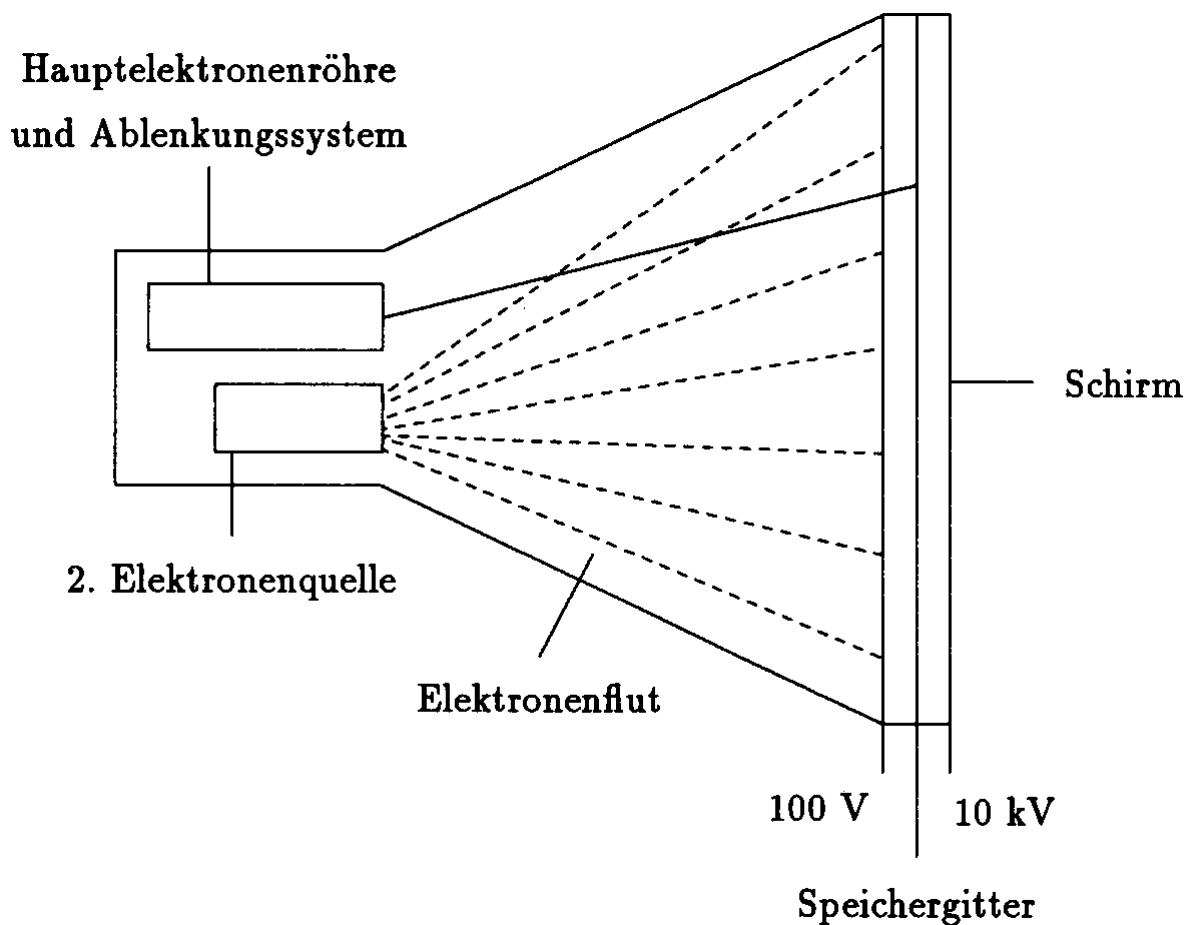 Hauptelektronenröhre
und Ablenkungssystem
Schirm
2. Elektronenquelle
Elektronenflut
100 V
10 kV
Speichergitter